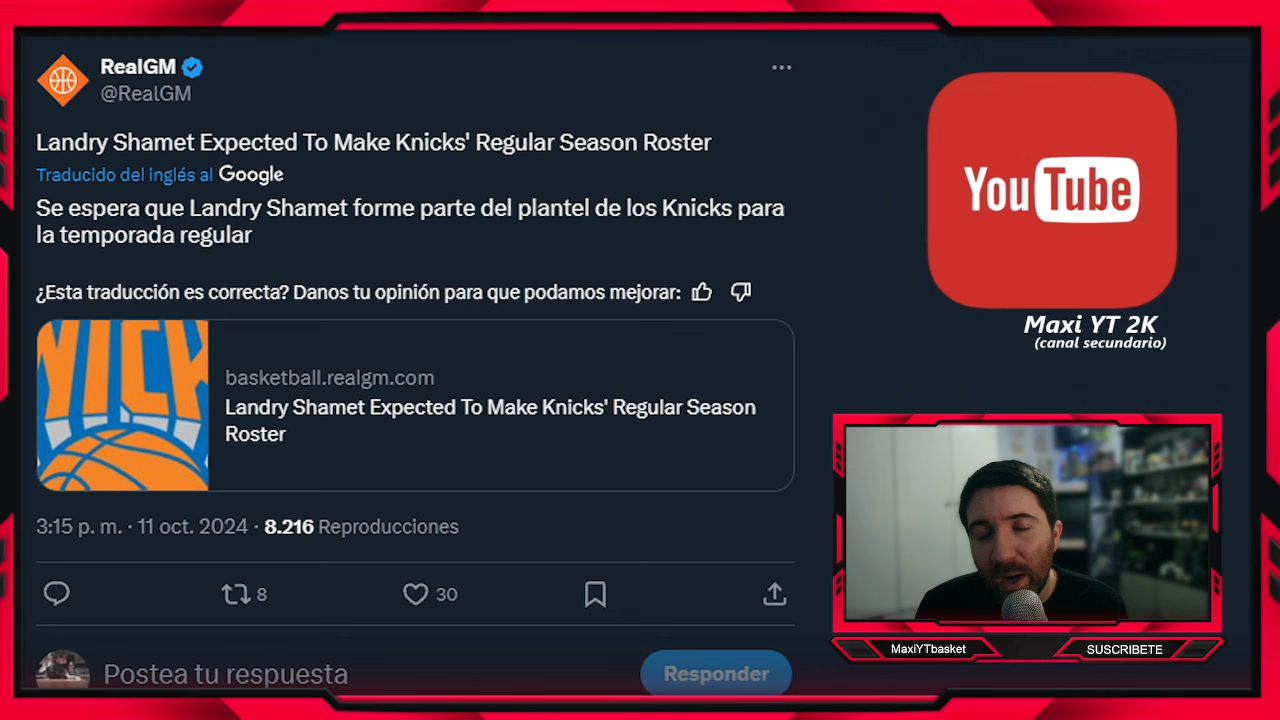 RealGM
@RealGM
Landry Shamet Expected To Make Knicks' Regular Season Roster
Traducido del inglés al Google
Se espera que Landry Shamet forme parte del plantel de los Knicks para
la temporada regular
¿Esta traducción es correcta? Danos tu opinión para que podamos mejorar:
NICK
basketball.realgm.com
Landry Shamet Expected To Make Knicks' Regular Season
Roster
3:15 p. m. · 11 oct. 2024 · 8.216 Reproducciones
8
30
Postea tu respuesta
Responder
YouTube
Maxi YT 2K
(canal secundario)
MaxiYTbasket
SUSCRIBETE